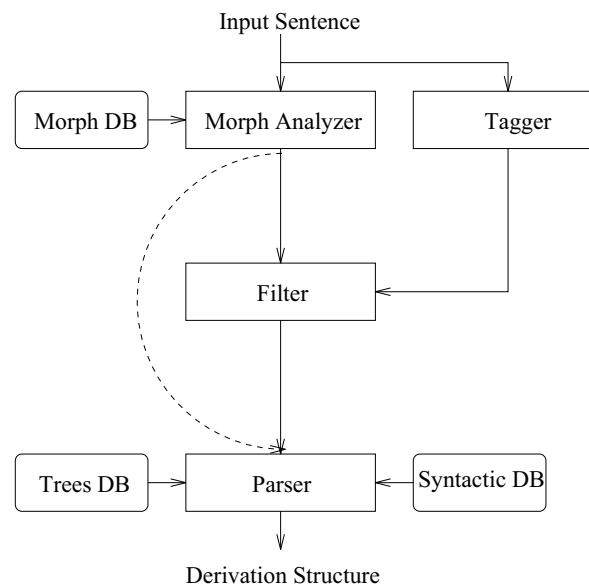 Input Sentence
Morph DB
Morph Analyzer
Tagger
Filter
Trees DB
Parser
Syntactic DB
Derivation Structure